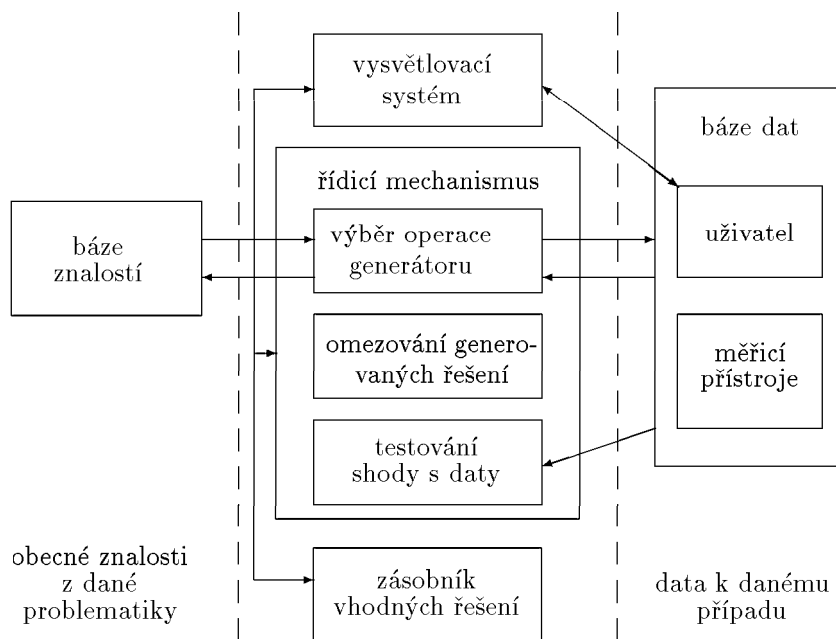 vysvětlovací
systém
báze dat
řídicí mechanismus
báze
znalostí
výběr operace
generátoru
uživatel
omezování genero-
vaných řešení
měřicí
přístroje
testování
shody s daty
obecné znalosti
z dané
problematiky
zásobník
vhodných řešení
data k danému
případu